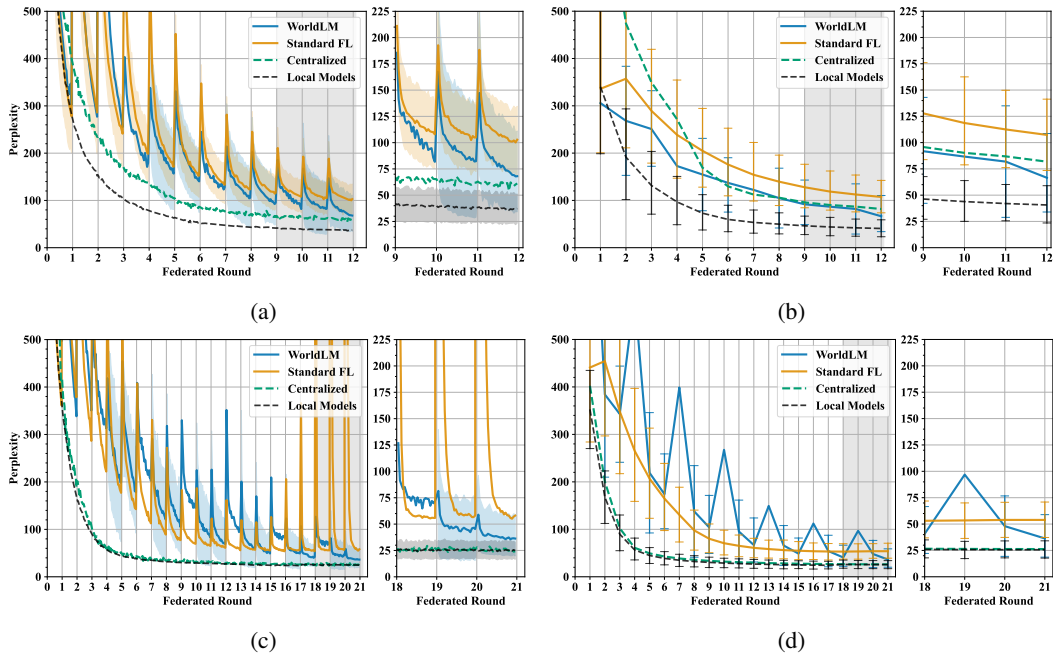 500
400
300
200
100
0
Perplexity
WorldLM
Standard FL
Centralized
Local Models
0 1 2 3 4 5 6 7 8 9 10 11 12
Federated Round
225
200
175
150
125
100
75
50
25
0
9 10 11 12
Federated Round
(a)
500
400
300
200
100
0
WorldLM
Standard FL
Centralized
Local Models
0 1 2 3 4 5 6 7 8 9 10 11 12
Federated Round
225
200
175
150
125
100
75
50
25
0
9 10 11 12
Federated Round
(b)
500
400
300
200
100
0
Perplexity
WorldLM
Standard FL
Centralized
Local Models
0 1 2 3 4 5 6 7 8 9 10 11 12 13 14 15 16 17 18 19 20 21
Federated Round
225
200
175
150
125
100
75
50
25
0
18 19 20 21
Federated Round
(c)
500
400
300
200
100
0
WorldLM
Standard FL
Centralized
Local Models
0 1 2 3 4 5 6 7 8 9 10 11 12 13 14 15 16 17 18 19 20 21
Federated Round
225
200
175
150
125
100
75
50
25
0
18 19 20 21
Federated Round
(d)